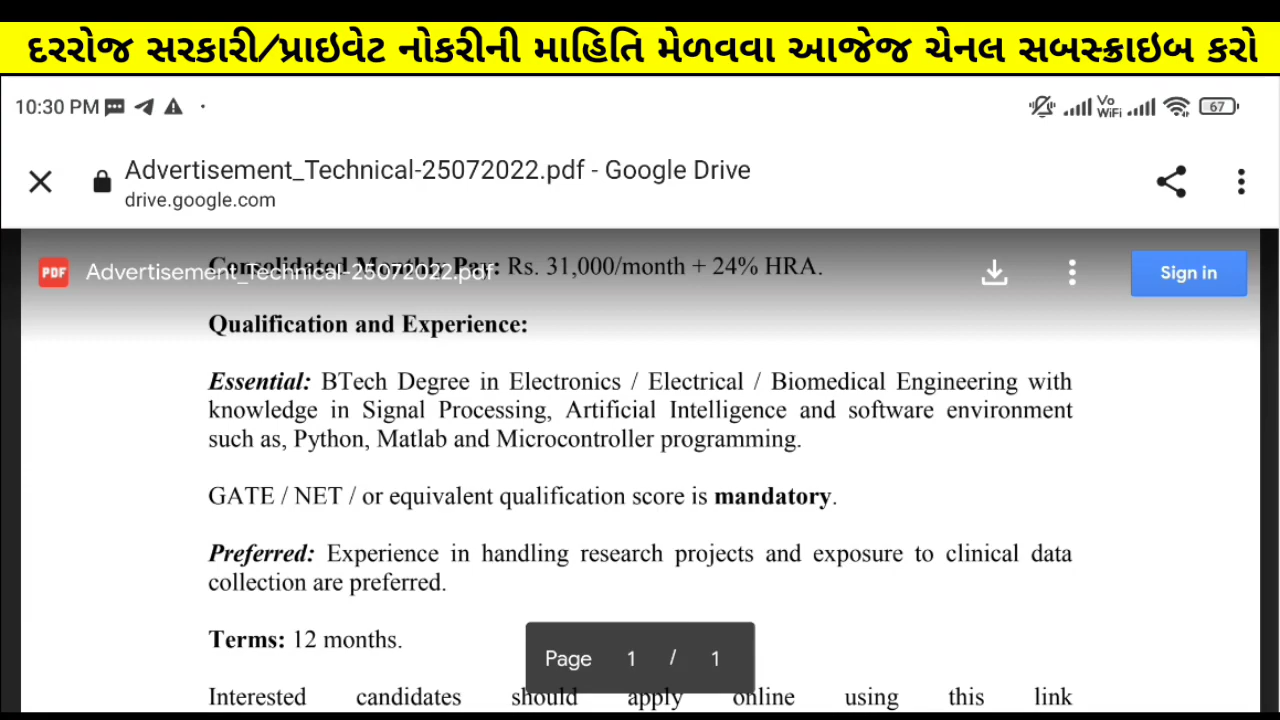 દરરોજ સરકારી/પ્રાઇવેટ નોકરીની માહિતિ મેળવવા આજેજ ચેનલ સબસ્ક્રાઇબ કરો
10:30 PM
Vo WiFi
67
Advertisement_Technical-25072022.pdf - Google Drive
drive.google.com
PDF Advertisement_Technical-25072022.pdf
Sign in
Consolidated Monthly Pay: Rs. 31,000/month + 24% HRA.
Qualification and Experience:
Essential: BTech Degree in Electronics / Electrical / Biomedical Engineering with
knowledge in Signal Processing, Artificial Intelligence and software environment
such as, Python, Matlab and Microcontroller programming.
GATE / NET / or equivalent qualification score is mandatory.
Preferred: Experience in handling research projects and exposure to clinical data
collection are preferred.
Terms: 12 months.
Page 1 / 1
Interested candidates should apply online using this link